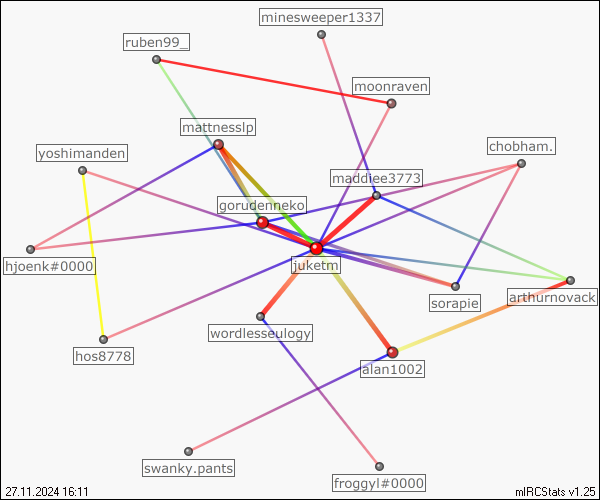 minesweeper1337
ruben99_
moonraven
mattnesslp
chobham.
yoshimanden
maddiee3773
gorudenneko
juketm
hjoenk#0000
sorapie
arthurnovack
wordlesseulogy
hos8778
alan1002
swanky.pants
froggyl#0000
27.11.2024 16:11
mIRCStats v1.25